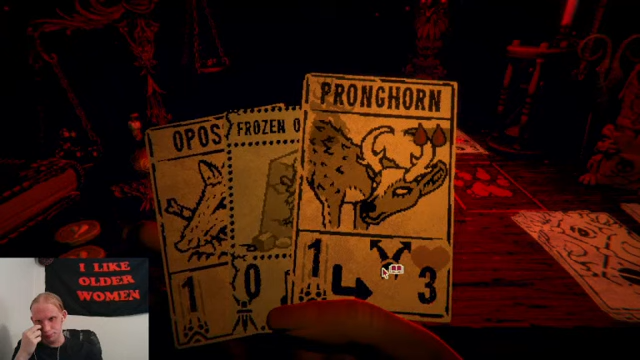 PRONGHORN
OPOS
FROZEN O
1
0
1
3
I LIKE
OLDER
WOMEN